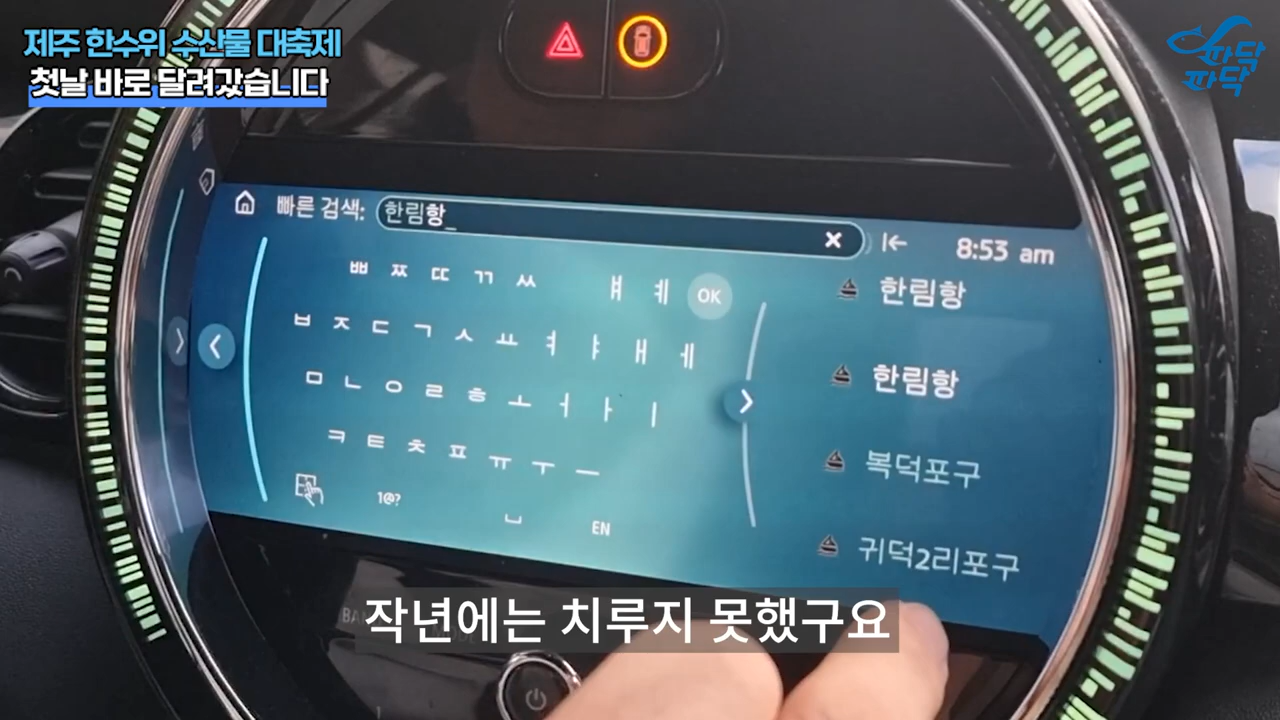 제주 한수위 수산물 대축제
첫날 바로 달려갔습니다
파닥
파닥
빠른 검색: 한림항_
8:53 am
ㅃ ㅉ ㄸ ㄲ ㅆ ㅒ ㅖ OK
ㅂ ㅈ ㄷ ㄱ ㅅ ㅛ ㅕ ㅑ ㅐ ㅔ
ㅁ ㄴ ㅇ ㄹ ㅎ ㅗ ㅓ ㅏ ㅣ
ㅋ ㅌ ㅊ ㅍ ㅠ ㅜ ㅡ
1@? EN
한림항
한림항
복덕포구
귀덕2리포구
작년에는 치루지 못했구요